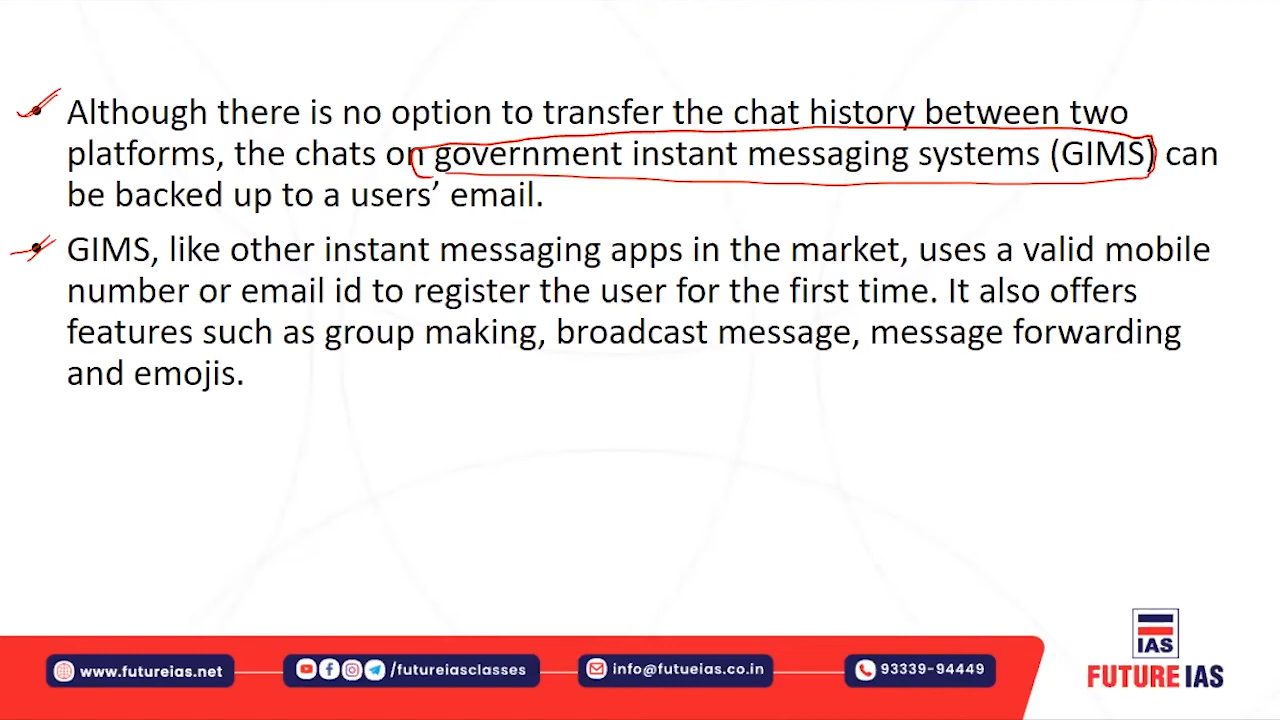 Although there is no option to transfer the chat history between two
platforms, the chats on government instant messaging systems (GIMS) can
be backed up to a users’ email.
GIMS, like other instant messaging apps in the market, uses a valid mobile
number or email id to register the user for the first time. It also offers
features such as group making, broadcast message, message forwarding
and emojis.
www.futureias.net
/futureiasclasses
info@futueias.co.in
93339-94449
IAS
FUTURE IAS